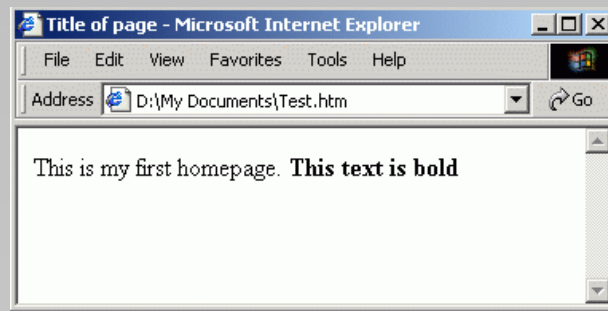 Title of page - Microsoft Internet Explorer
File Edit View Favorites Tools Help
Address D:\My Documents\Test.htm Go
This is my first homepage. This text is bold